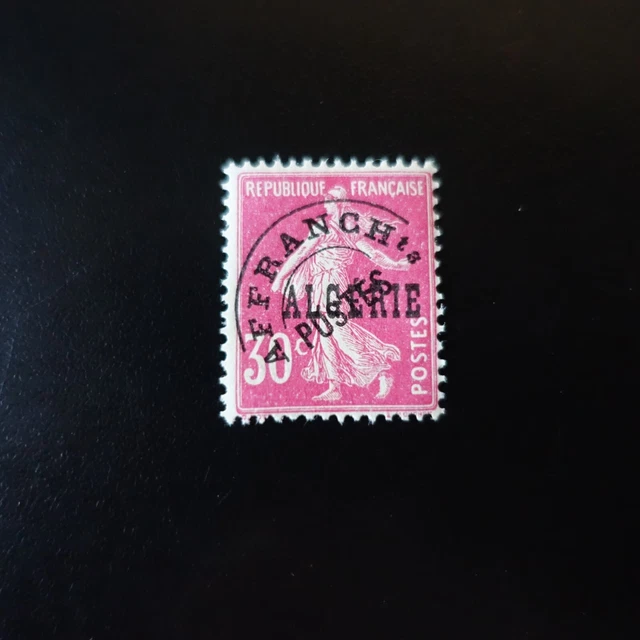 REPUBLIQUE FRANÇAISE
AFFRANCHts
ALGERIE
POSTES
30c
POSTES